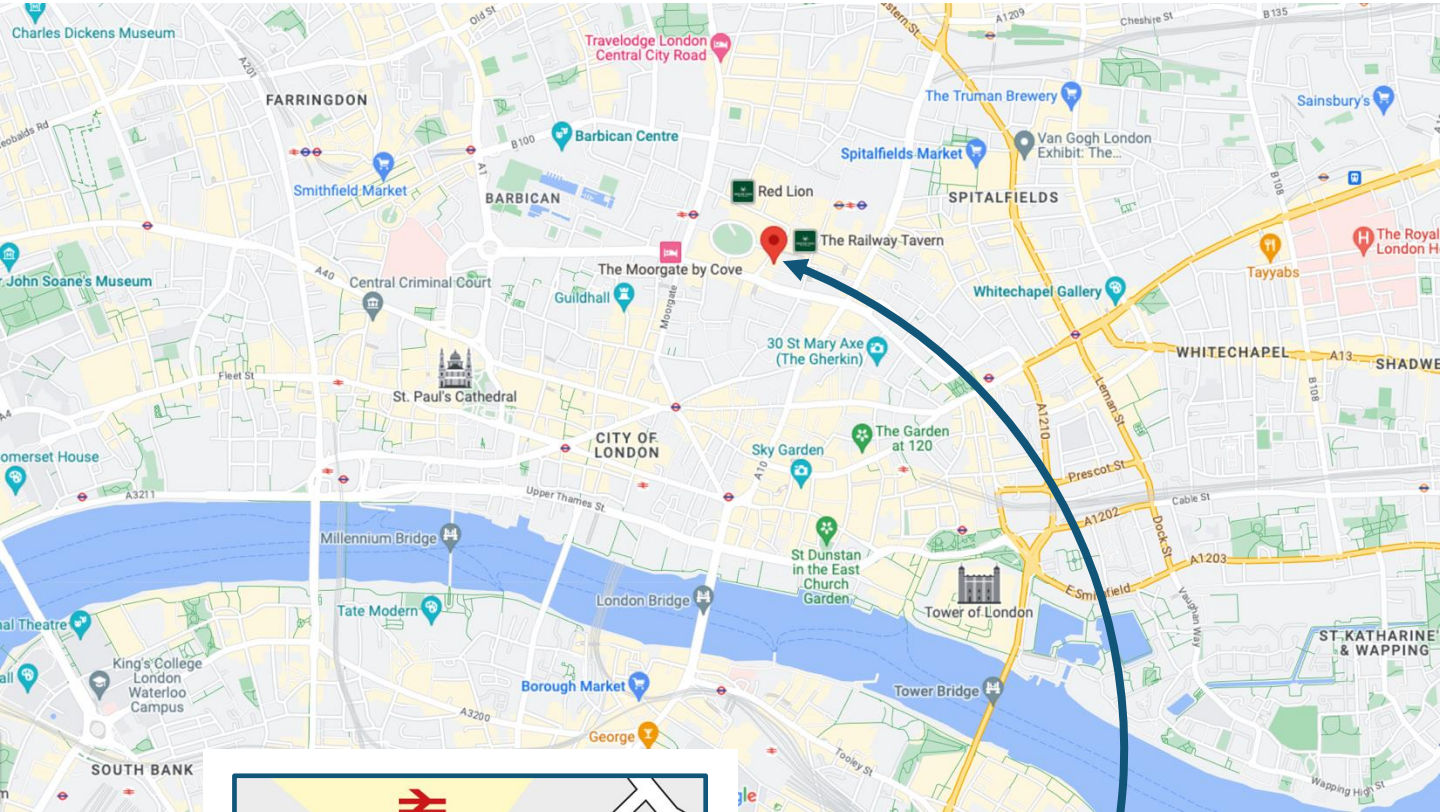 Charles Dickens Museum
Old St
Travelodge London
Central City Road
A1209
Cheshire St
B135
A201
FARRINGDON
The Truman Brewery
Sainsbury's
B100
Barbican Centre
Van Gogh London
Exhibit: The...
A1
Spitalfields Market
Smithfield Market
BARBICAN
Red Lion
SPITALFIELDS
B108
The Railway Tavern
The Royal
London H
Tayyabs
John Soane's Museum
A40
Central Criminal Court
The Moorgate by Cove
Guildhall
Moorgate
Whitechapel Gallery
30 St Mary Axe
(The Gherkin)
WHITECHAPEL
A13
SHADWE
Fleet St
St. Paul's Cathedral
A4
Leman St
B108
A1210
CITY OF
LONDON
The Garden
at 120
Sky Garden
A10
omerset House
Prescot St
A3211
Upper Thames St
Cable St
A1202
Dock St
Millennium Bridge
St Dunstan
in the East
Church
Garden
A1203
E Smithfield
Tower of London
London Bridge
Tate Modern
Vaughan Way
nal Theatre
ST KATHARINE'
& WAPPING
King's College
London
Waterloo
Campus
all
Borough Market
Tower Bridge
A3200
George
Tooley St
SOUTH BANK
Wapping High St
gle